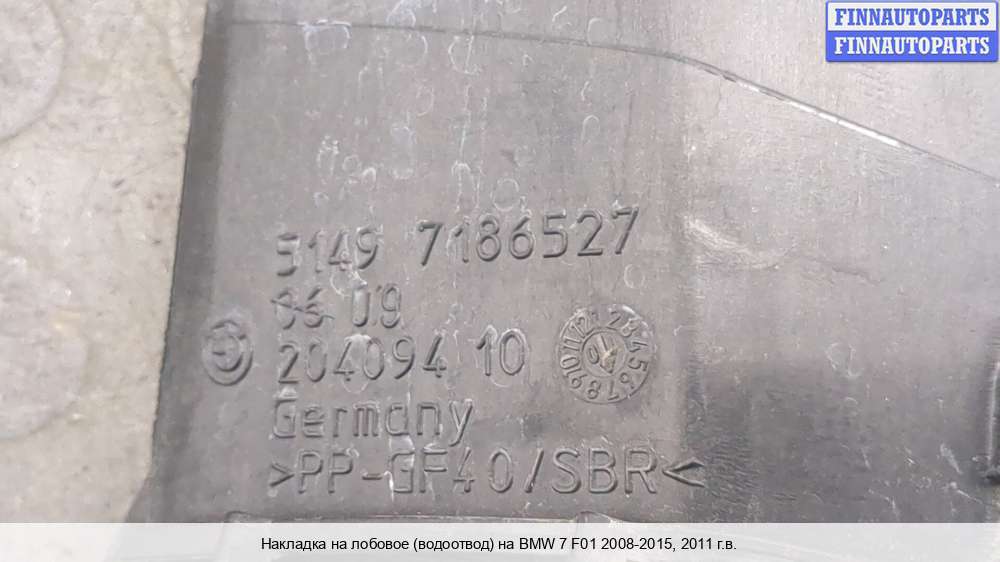 FINNAUTOPARTS
FINNAUTOPARTS
5149 7186527
06 09
204094 10
Germany
>PP-GF40/SBR<
Накладка на лобовое (водоотвод) на BMW 7 F01 2008-2015, 2011 г.в.